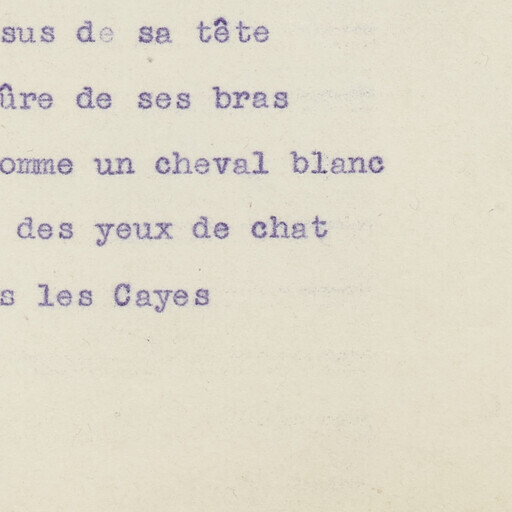 sus de sa tête
ûre de ses bras
omme un cheval blanc
des yeux de chat
s les Cayes